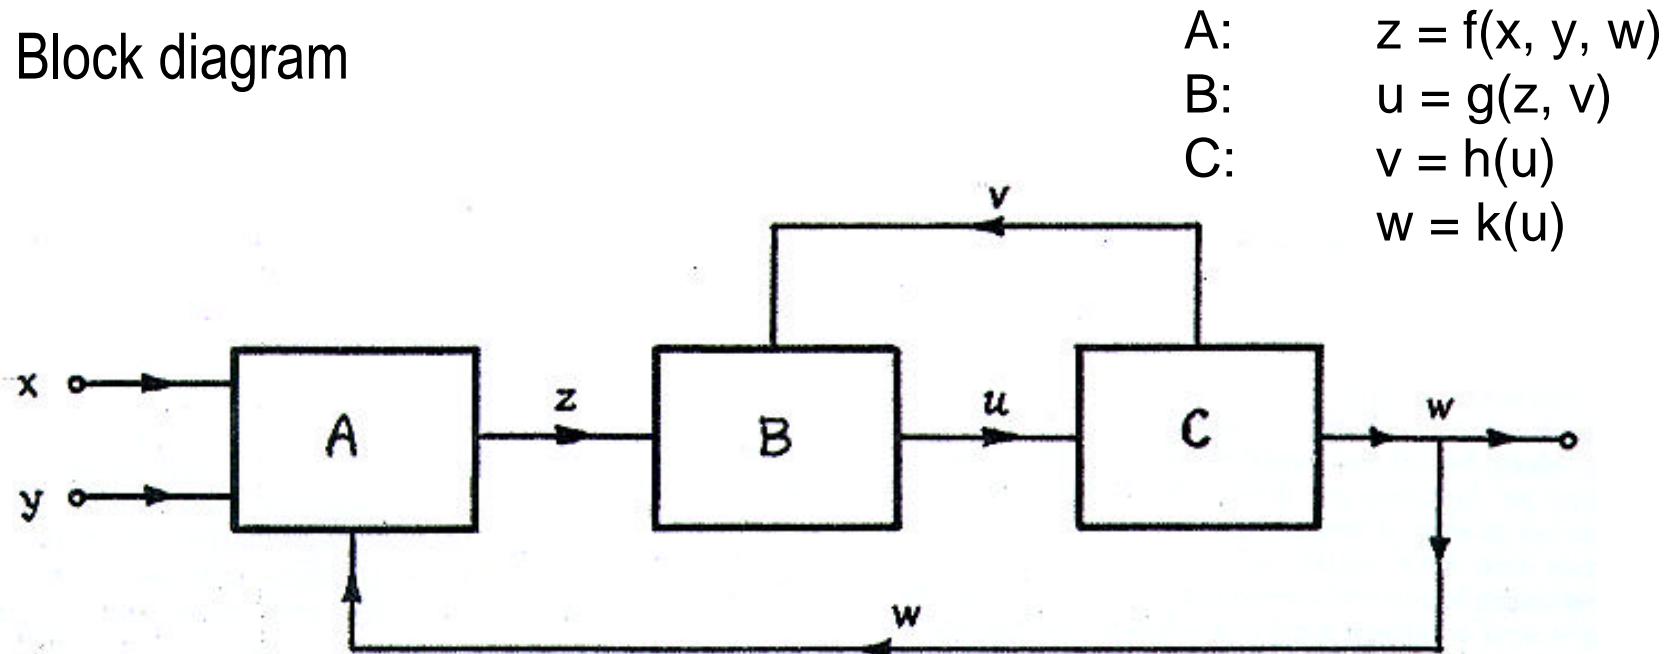 Block diagram
A: z = f(x, y, w)
B: u = g(z, v)
C: v = h(u)
w = k(u)
v
x
A
z
B
u
C
w
y
w